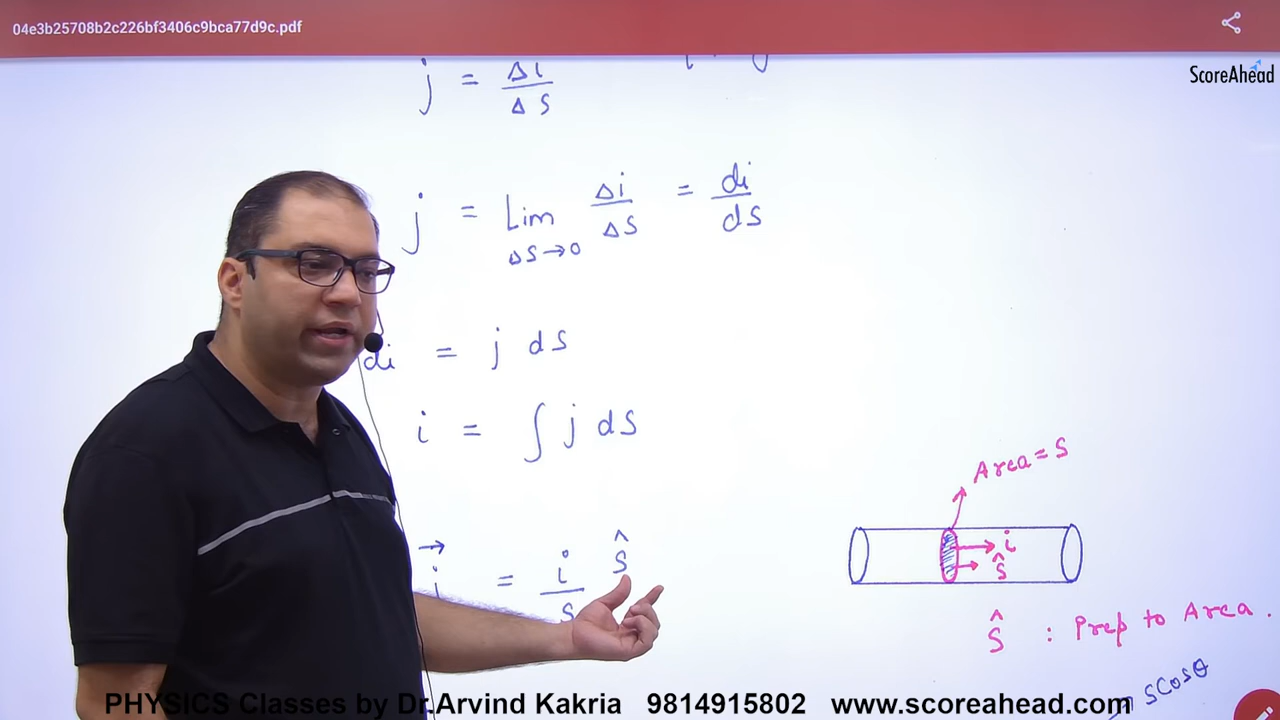 04e3b25708b2c226bf3406c9bca77d9c.pdf
ScoreAhead
j = Δi / ΔS
j = Lim ΔS→0 Δi / ΔS = di / dS
di = j dS
i = ∫ j dS
j⃗ = i / s ŝ
Area = S
i
ŝ
ŝ : Prep to Area.
SCosθ
PHYSICS Classes by Dr.Arvind Kakria 9814915802 www.scoreahead.com